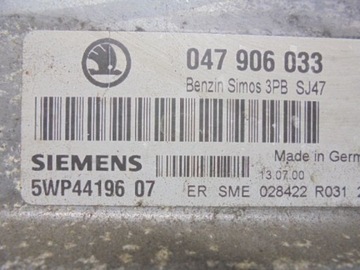 047 906 033
Benzin Simos 3PB SJ47
SIEMENS
Made in Germ
13.07.00
5WP44196 07
ER SME 028422 R031 2